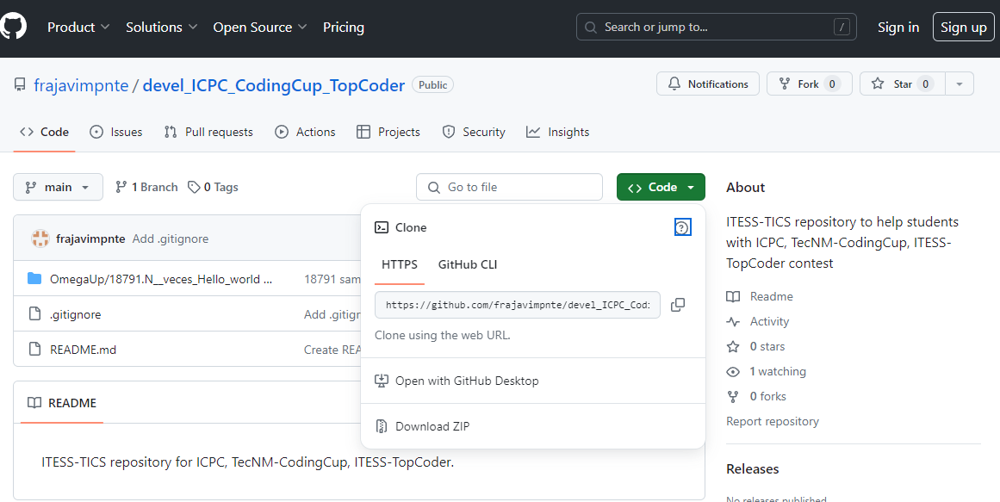 Product Solutions Open Source Pricing Search or jump to... / Sign in Sign up
frajavimpnte / devel_ICPC_CodingCup_TopCoder Public Notifications Fork 0 Star 0
Code Issues Pull requests Actions Projects Security Insights
main 1 Branch 0 Tags Go to file Code
frajavimpnte Add .gitignore
OmegaUp/18791.N__veces_Hello_world ... 18791 sam
.gitignore Add .gitign
README.md Create REA
Clone
HTTPS GitHub CLI
https://github.com/frajavimpnte/devel_ICPC_Codi
Clone using the web URL.
Open with GitHub Desktop
Download ZIP
README
ITESS-TICS repository for ICPC, TecNM-CodingCup, ITESS-TopCoder.
About
ITESS-TICS repository to help students
with ICPC, TecNM-CodingCup, ITESS-
TopCoder contest
Readme
Activity
0 stars
1 watching
0 forks
Report repository
Releases
No releases published